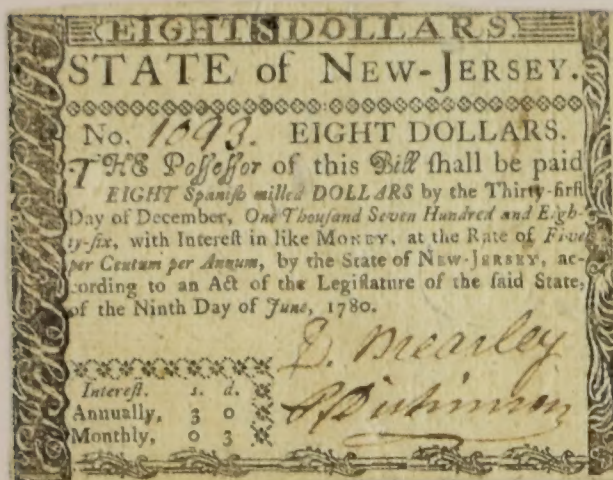 EIGHT DOLLARS.
STATE of NEW-JERSEY.
No. 1093. EIGHT DOLLARS.
THE Poſſeſſor of this Bill ſhall be paid
EIGHT Spaniſh milled DOLLARS by the Thirty-firſt
Day of December, One Thouſand Seven Hundred and Eigh-
ty-ſix, with Intereſt in like MONEY, at the Rate of Five
per Centum per Annum, by the State of NEW-JERSEY, ac-
cording to an Act of the Legiſlature of the ſaid State,
of the Ninth Day of June, 1780.
D. Mearley
Intereſt. s. d.
Annually, 3 0
Monthly, 0 3